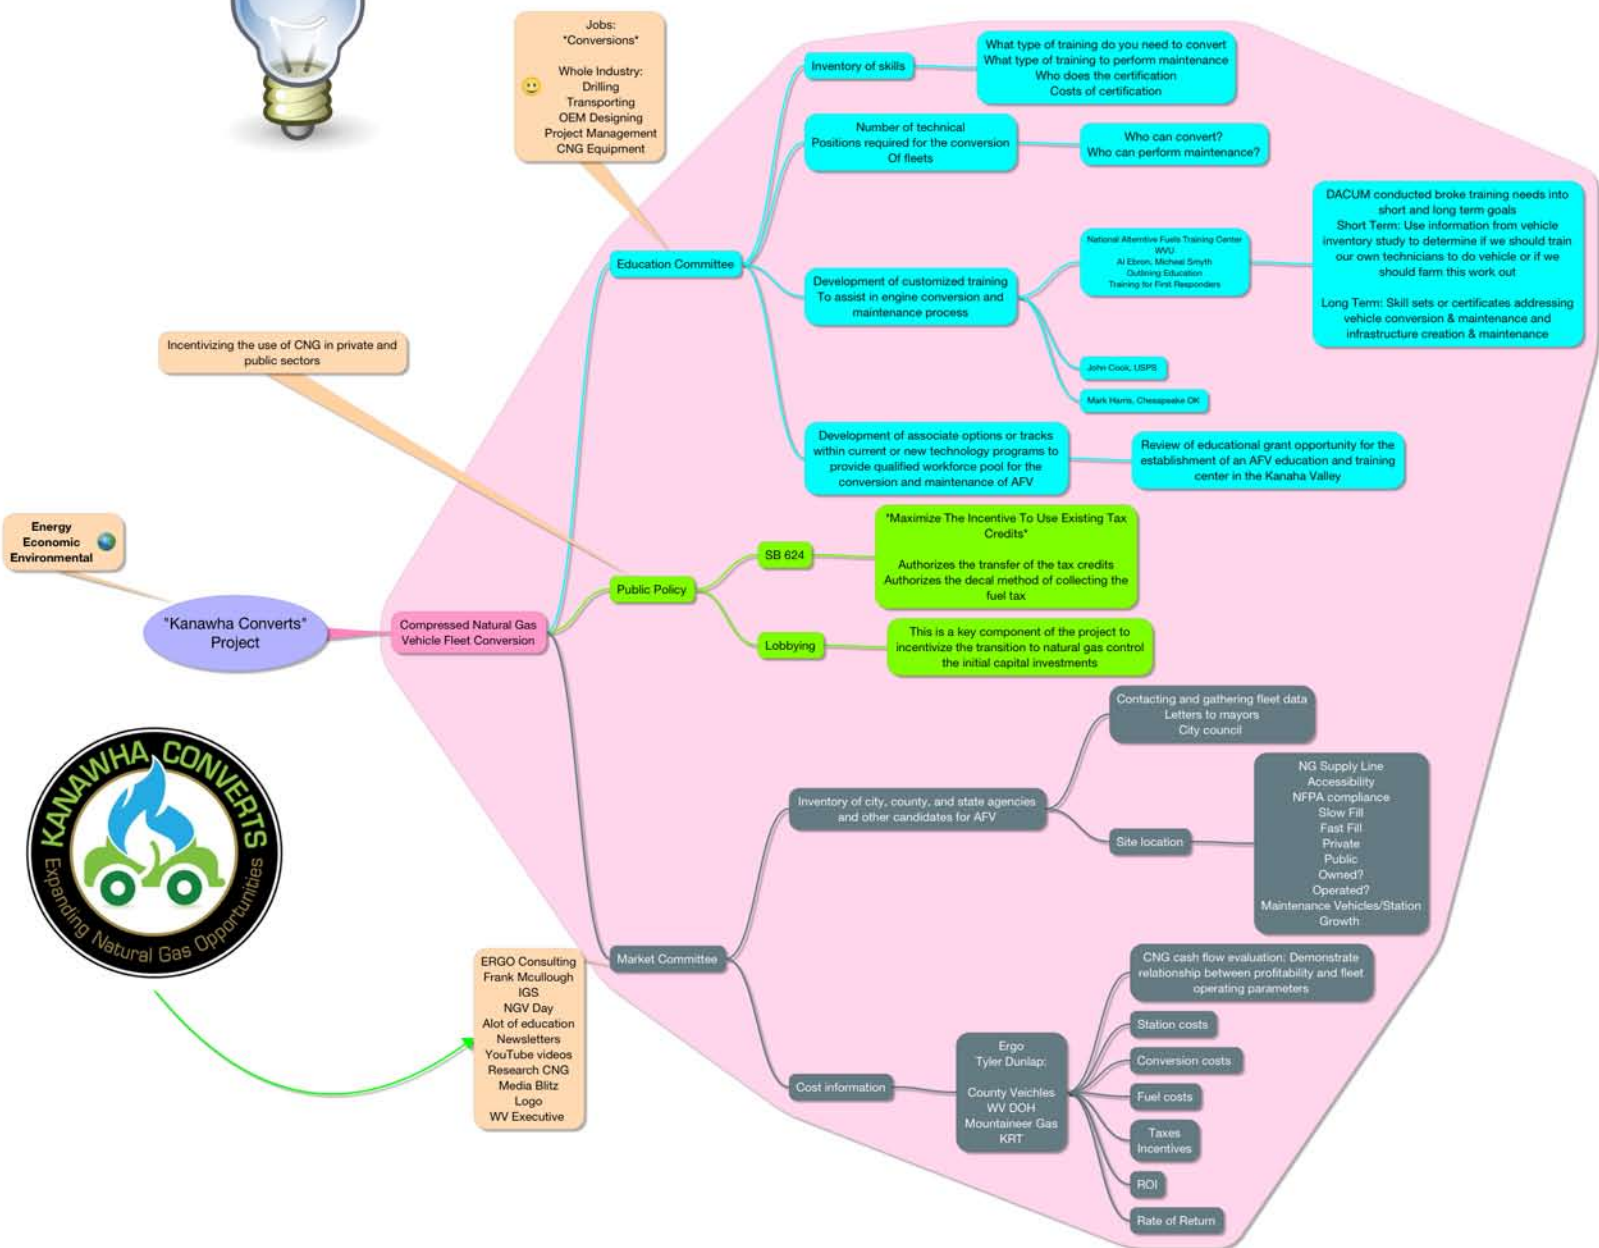 Jobs:
"Conversions"
Whole Industry:
Drilling
Transporting
OEM Designing
Project Management
CNG Equipment
Inventory of skills
What type of training do you need to convert
What type of training to perform maintenance
Who does the certification
Costs of certification
Number of technical
Positions required for the conversion
Of fleets
Who can convert?
Who can perform maintenance?
Education Committee
Development of customized training
To assist in engine conversion and
maintenance process
National Alterntive Fuels Training Center
WVU
Al Ebron, Micheal Smyth
Outlining Education
Training for First Responders
DACUM conducted broke training needs into
short and long term goals
Short Term: Use information from vehicle
inventory study to determine if we should train
our own technicians to do vehicle or if we
should farm this work out
Long Term: Skill sets or certificates addressing
vehicle conversion & maintenance and
infrastructure creation & maintenance
John Cook, USPS
Mark Harris, Chesapeake OK
Development of associate options or tracks
within current or new technology programs to
provide qualified workforce pool for the
conversion and maintenance of AFV
Review of educational grant opportunity for the
establishment of an AFV education and training
center in the Kanaha Valley
Incentivizing the use of CNG in private and
public sectors
Energy
Economic
Environmental
"Kanawha Converts"
Project
Compressed Natural Gas
Vehicle Fleet Conversion
Public Policy
SB 624
"Maximize The Incentive To Use Existing Tax
Credits"
Authorizes the transfer of the tax credits
Authorizes the decal method of collecting the
fuel tax
Lobbying
This is a key component of the project to
incentivize the transition to natural gas control
the initial capital investments
KANAWHA CONVERTS
Expanding Natural Gas Opportunities
ERGO Consulting
Frank Mcullough
IGS
NGV Day
Alot of education
Newsletters
YouTube videos
Research CNG
Media Blitz
Logo
WV Executive
Market Committee
Inventory of city, county, and state agencies
and other candidates for AFV
Contacting and gathering fleet data
Letters to mayors
City council
Site location
NG Supply Line
Accessibility
NFPA compliance
Slow Fill
Fast Fill
Private
Public
Owned?
Operated?
Maintenance Vehicles/Station
Growth
Cost information
Ergo
Tyler Dunlap:
County Veichles
WV DOH
Mountaineer Gas
KRT
CNG cash flow evaluation: Demonstrate
relationship between profitability and fleet
operating parameters
Station costs
Conversion costs
Fuel costs
Taxes
Incentives
ROI
Rate of Return